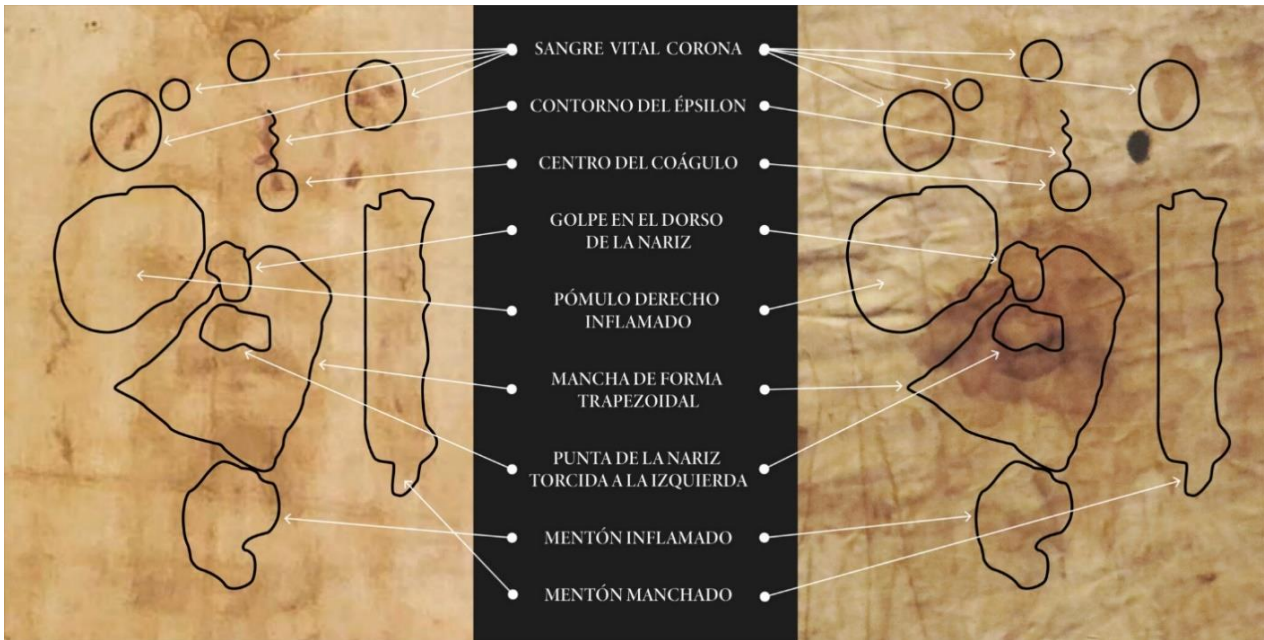 SANGRE VITAL CORONA
CONTORNO DEL ÉPSILON
CENTRO DEL COÁGULO
GOLPE EN EL DORSO
DE LA NARIZ
PÓMULO DERECHO
INFLAMADO
MANCHA DE FORMA
TRAPEZOIDAL
PUNTA DE LA NARIZ
TORCIDA A LA IZQUIERDA
MENTÓN INFLAMADO
MENTÓN MANCHADO